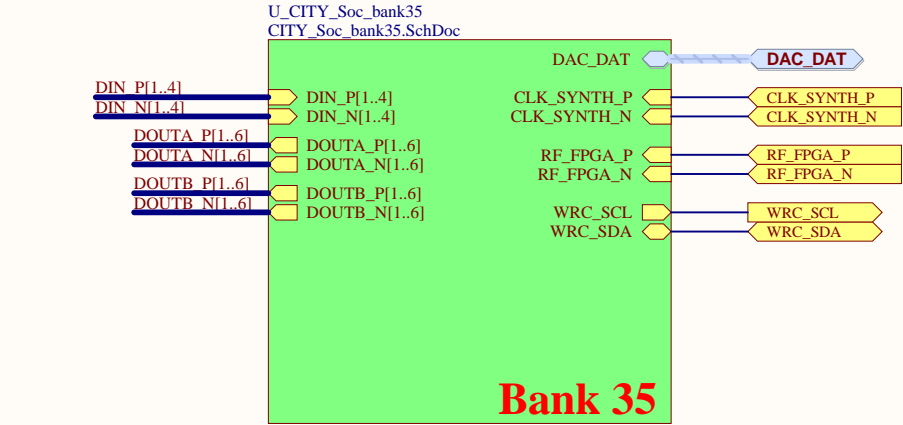 U_CITY_Soc_bank35
CITY_Soc_bank35.SchDoc
DAC_DAT DAC_DAT
DIN_P[1..4] DIN_P[1..4] CLK_SYNTH_P CLK_SYNTH_P
DIN_N[1..4] DIN_N[1..4] CLK_SYNTH_N CLK_SYNTH_N
DOUTA_P[1..6] DOUTA_P[1..6] RF_FPGA_P RF_FPGA_P
DOUTA_N[1..6] DOUTA_N[1..6] RF_FPGA_N RF_FPGA_N
DOUTB_P[1..6] DOUTB_P[1..6]
DOUTB_N[1..6] DOUTB_N[1..6] WRC_SCL WRC_SCL
WRC_SDA WRC_SDA
Bank 35